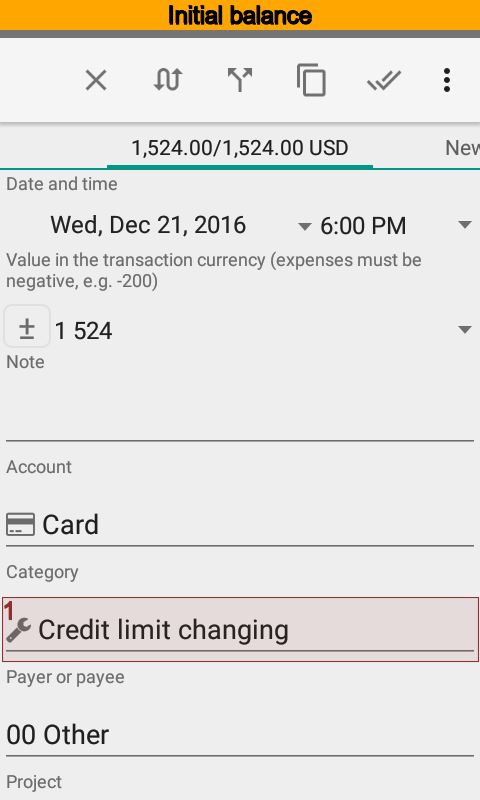 Initial balance
1,524.00/1,524.00 USD
New
Date and time
Wed, Dec 21, 2016
6:00 PM
Value in the transaction currency (expenses must be
negative, e.g. -200)
± 1 524
Note
Account
Card
Category
1
Credit limit changing
Payer or payee
00 Other
Project